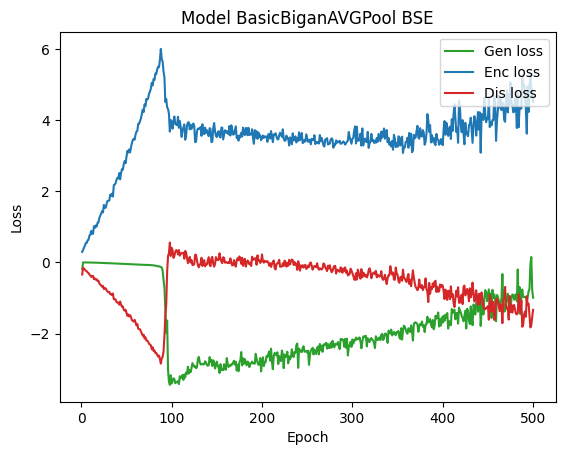 Model BasicBiganAVGPool BSE
Gen loss
Enc loss
Dis loss
6
4
2
0
−2
Loss
0
100
200
300
400
500
Epoch